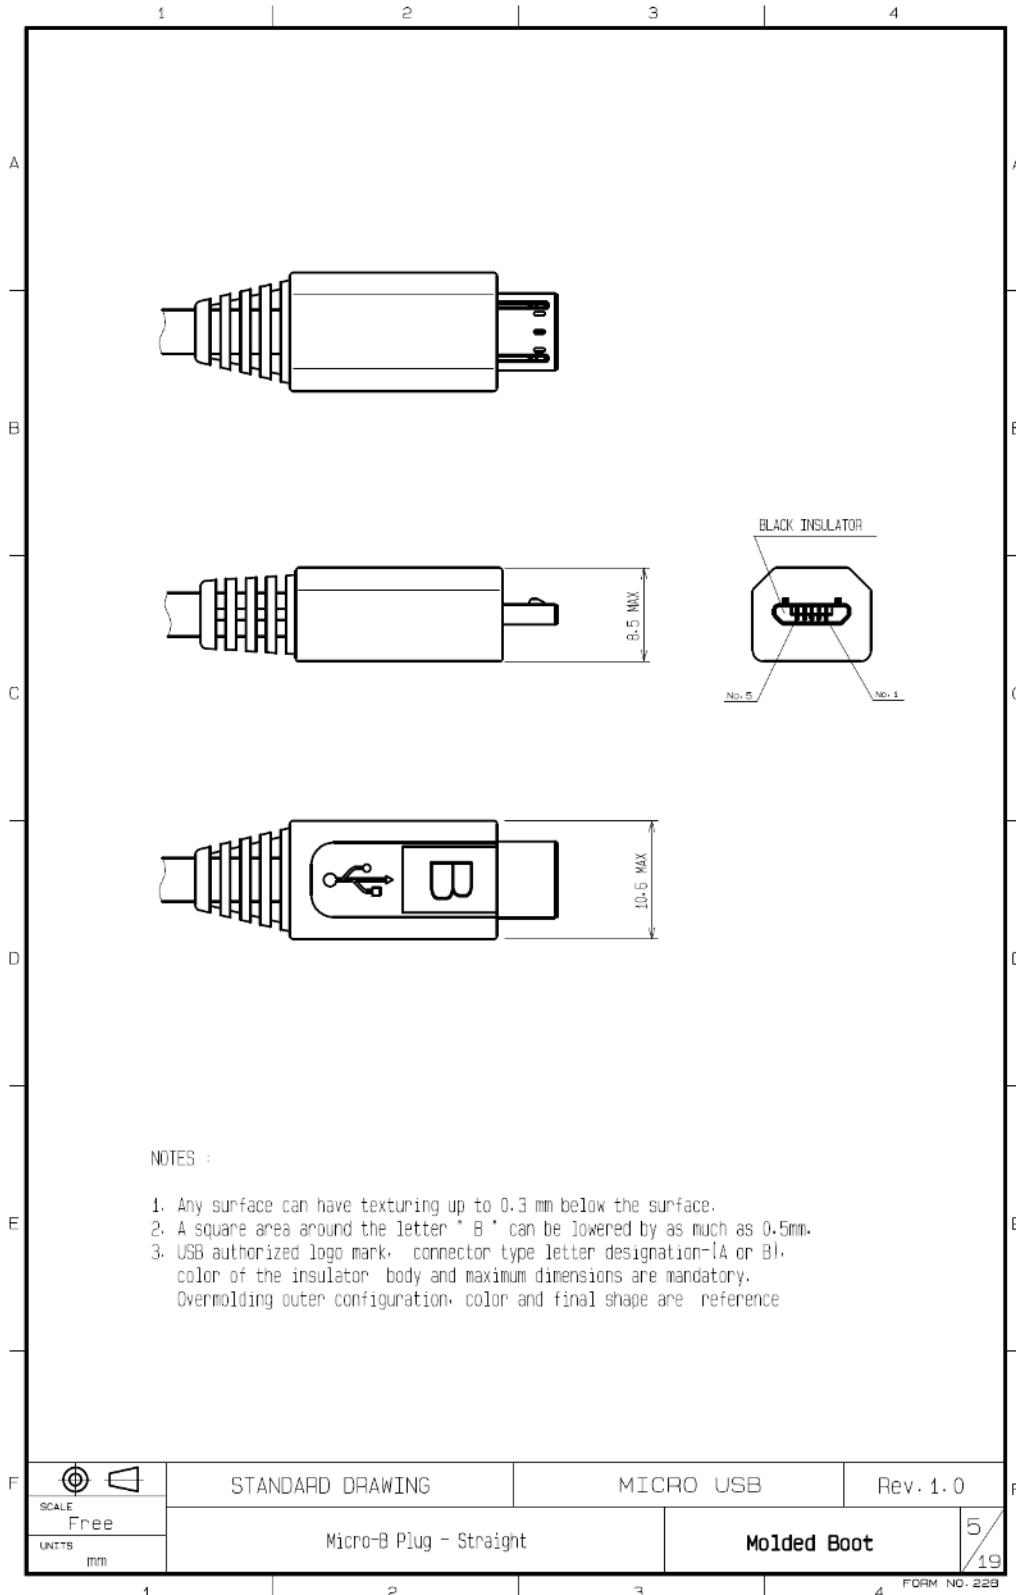 1 2 3 4
A A
B B
BLACK INSULATOR
8.5 MAX
No.5 No.1
C C
10.6 MAX
B
D D
NOTES :
1. Any surface can have texturing up to 0.3 mm below the surface.
2. A square area around the letter " B " can be lowered by as much as 0.5mm.
3. USB authorized logo mark, connector type letter designation-(A or B),
color of the insulator body and maximum dimensions are mandatory.
Overmolding outer configuration, color and final shape are reference
E E
F F
STANDARD DRAWING MICRO USB Rev.1.0
SCALE
Free
UNITS
mm
Micro-B Plug - Straight Molded Boot 5/19
1 2 3 4
FORM NO.228